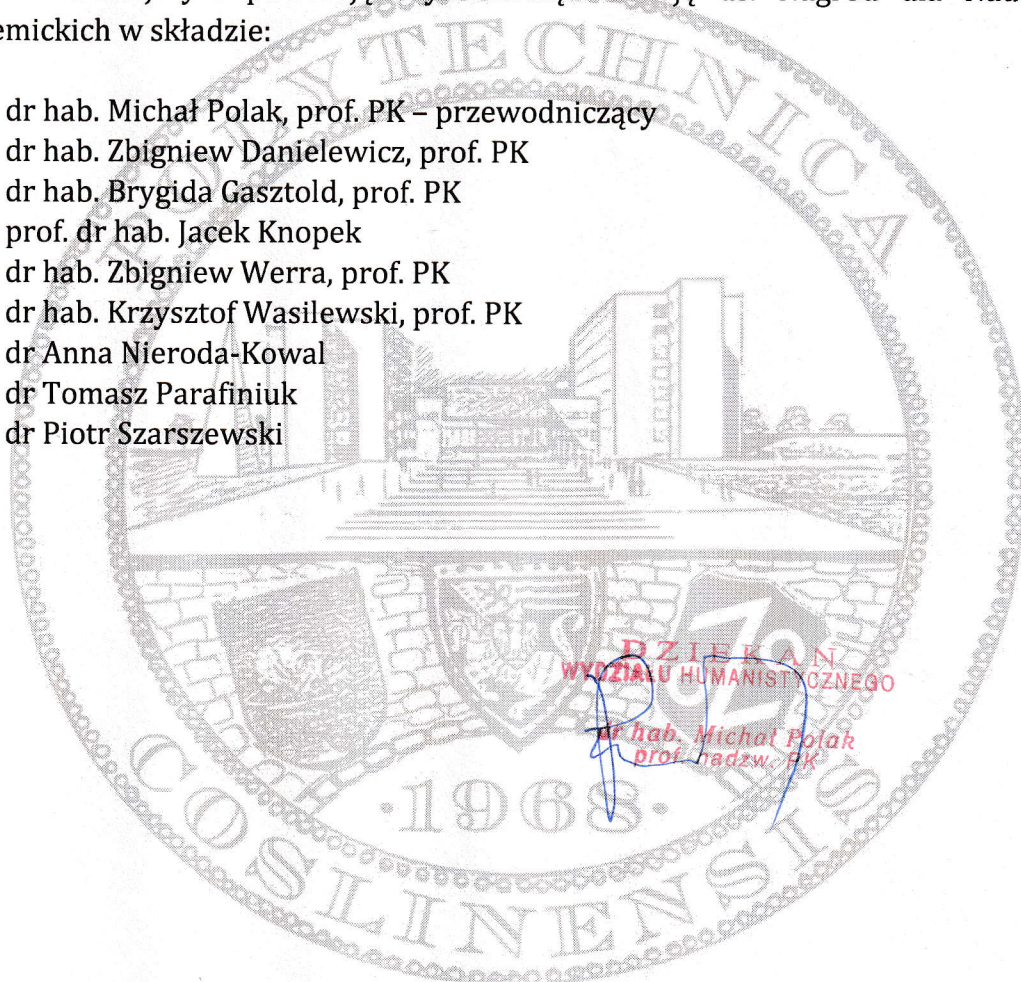 emickich w składzie:
dr hab. Michał Polak, prof. PK – przewodniczący
dr hab. Zbigniew Danielewicz, prof. PK
dr hab. Brygida Gasztold, prof. PK
prof. dr hab. Jacek Knopek
dr hab. Zbigniew Werra, prof. PK
dr hab. Krzysztof Wasilewski, prof. PK
dr Anna Nieroda-Kowal
dr Tomasz Parafiniuk
dr Piotr Szarszewski
POLYTECHNICA
DZIEKAN
WYDZIAŁU HUMANISTYCZNEGO
dr hab. Michał Polak
prof. nadzw. PK
·1968·
COSLINENSIS